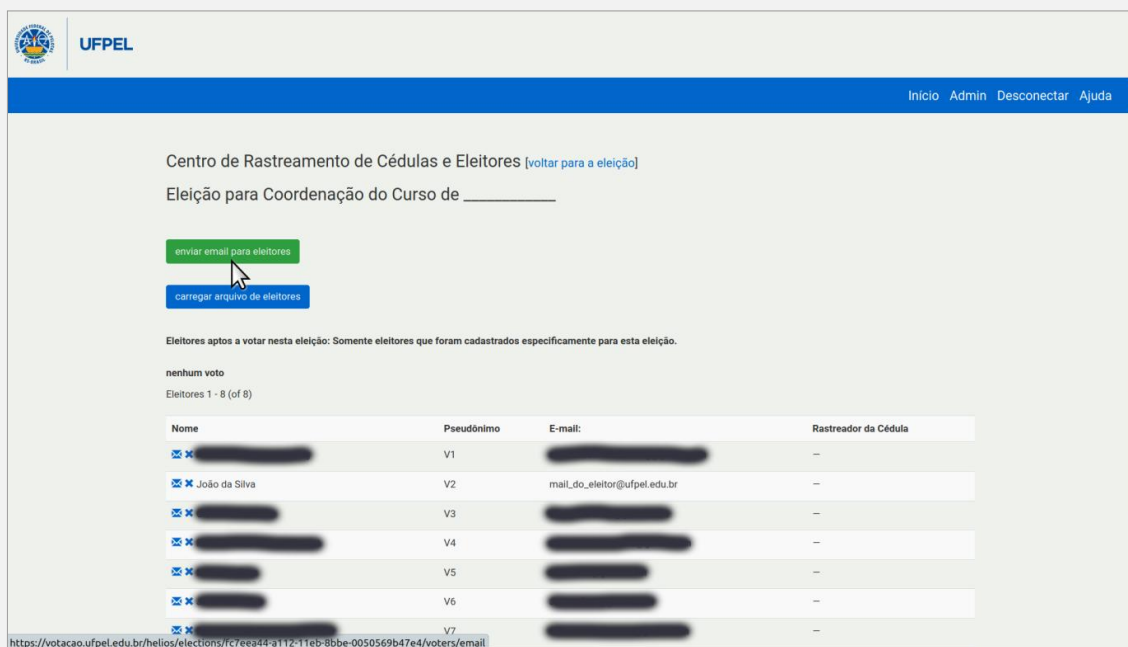 UFPEL
Início Admin Desconectar Ajuda
Centro de Rastreamento de Cédulas e Eleitores [voltar para a eleição]
Eleição para Coordenação do Curso de ____________
enviar email para eleitores
carregar arquivo de eleitores
Eleitores aptos a votar nesta eleição: Somente eleitores que foram cadastrados especificamente para esta eleição.
nenhum voto
Eleitores 1 - 8 (of 8)
Nome Pseudônimo E-mail: Rastreador da Cédula
V1 –
João da Silva V2 mail_do_eleitor@ufpel.edu.br –
V3 –
V4 –
V5 –
V6 –
V7 –
https://votacao.ufpel.edu.br/helios/elections/fc7eea44-a112-11eb-8bbe-0050569b47e4/voters/email